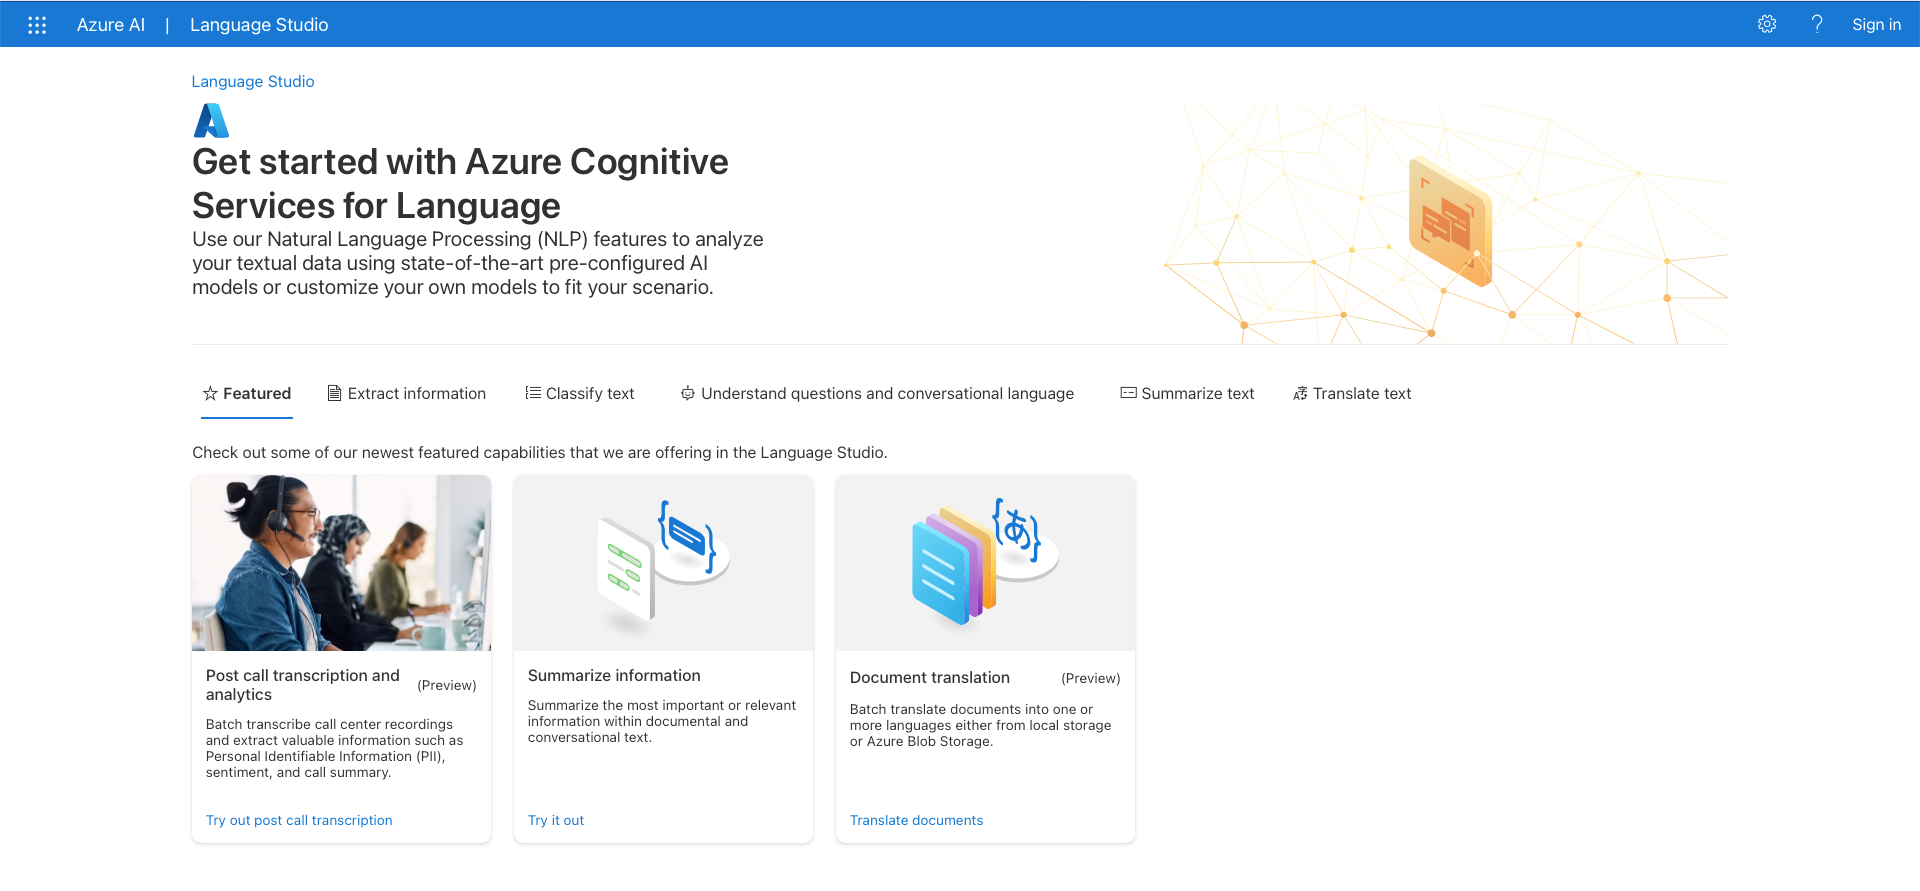 Azure AI | Language Studio
Sign in
Language Studio
Get started with Azure Cognitive
Services for Language
Use our Natural Language Processing (NLP) features to analyze
your textual data using state-of-the-art pre-configured AI
models or customize your own models to fit your scenario.
Featured
Extract information
Classify text
Understand questions and conversational language
Summarize text
Translate text
Check out some of our newest featured capabilities that we are offering in the Language Studio.
Post call transcription and
analytics
(Preview)
Batch transcribe call center recordings
and extract valuable information such as
Personal Identifiable Information (PII),
sentiment, and call summary.
Try out post call transcription
Summarize information
Summarize the most important or relevant
information within documental and
conversational text.
Try it out
{あ}
Document translation
(Preview)
Batch translate documents into one or
more languages either from local storage
or Azure Blob Storage.
Translate documents